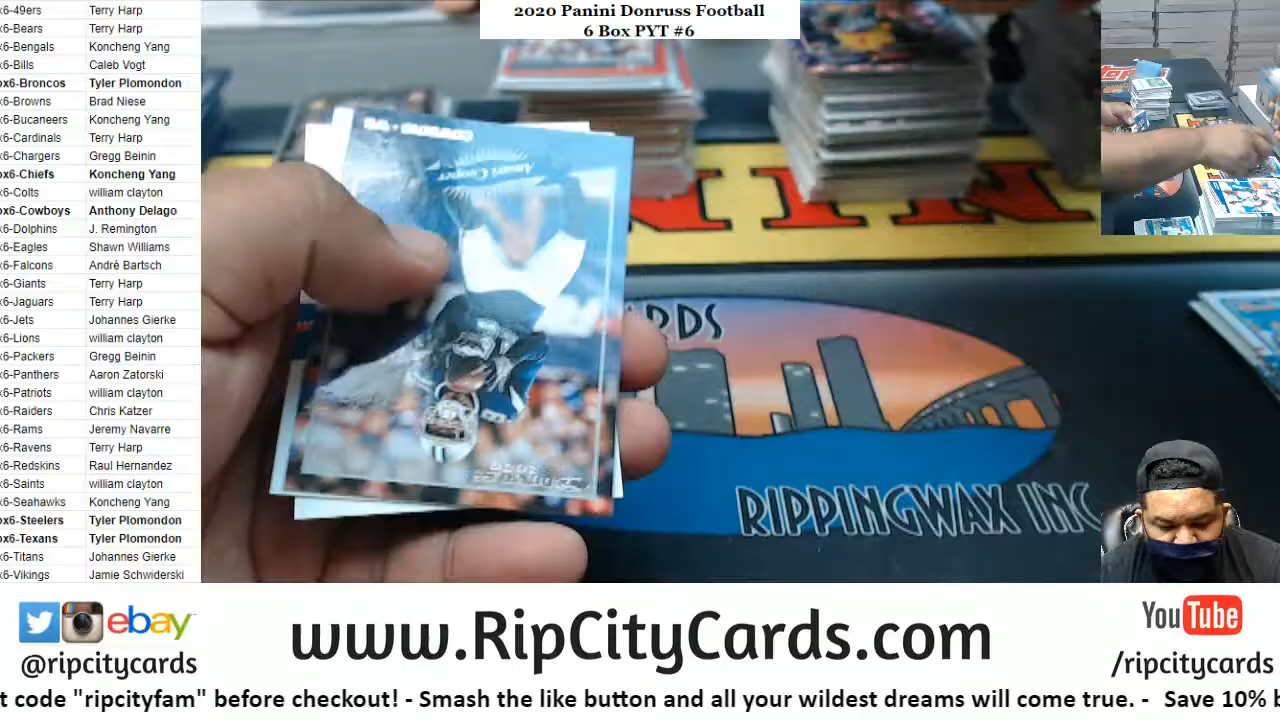 x6-49ers Terry Harp
x6-Bears Terry Harp
x6-Bengals Koncheng Yang
x6-Bills Caleb Vogt
ox6-Broncos Tyler Plomondon
x6-Browns Brad Niese
x6-Bucaneers Koncheng Yang
x6-Cardinals Terry Harp
x6-Chargers Gregg Beinin
ox6-Chiefs Koncheng Yang
x6-Colts william clayton
ox6-Cowboys Anthony Delago
x6-Dolphins J. Remington
x6-Eagles Shawn Williams
x6-Falcons André Bartsch
x6-Giants Terry Harp
x6-Jaguars Terry Harp
x6-Jets Johannes Gierke
x6-Lions william clayton
x6-Packers Gregg Beinin
x6-Panthers Aaron Zatorski
x6-Patriots william clayton
x6-Raiders Chris Katzer
x6-Rams Jeremy Navarre
x6-Ravens Terry Harp
x6-Redskins Raul Hernandez
x6-Saints william clayton
x6-Seahawks Koncheng Yang
ox6-Steelers Tyler Plomondon
ox6-Texans Tyler Plomondon
x6-Titans Johannes Gierke
x6-Vikings Jamie Schwiderski
2020 Panini Donruss Football
6 Box PYT #6
Amari Cooper
RDS
RIPPINGWAX INC
ebay
@ripcitycards
www.RipCityCards.com
YouTube
/ripcitycards
t code "ripcityfam" before checkout! - Smash the like button and all your wildest dreams will come true. - Save 10% b